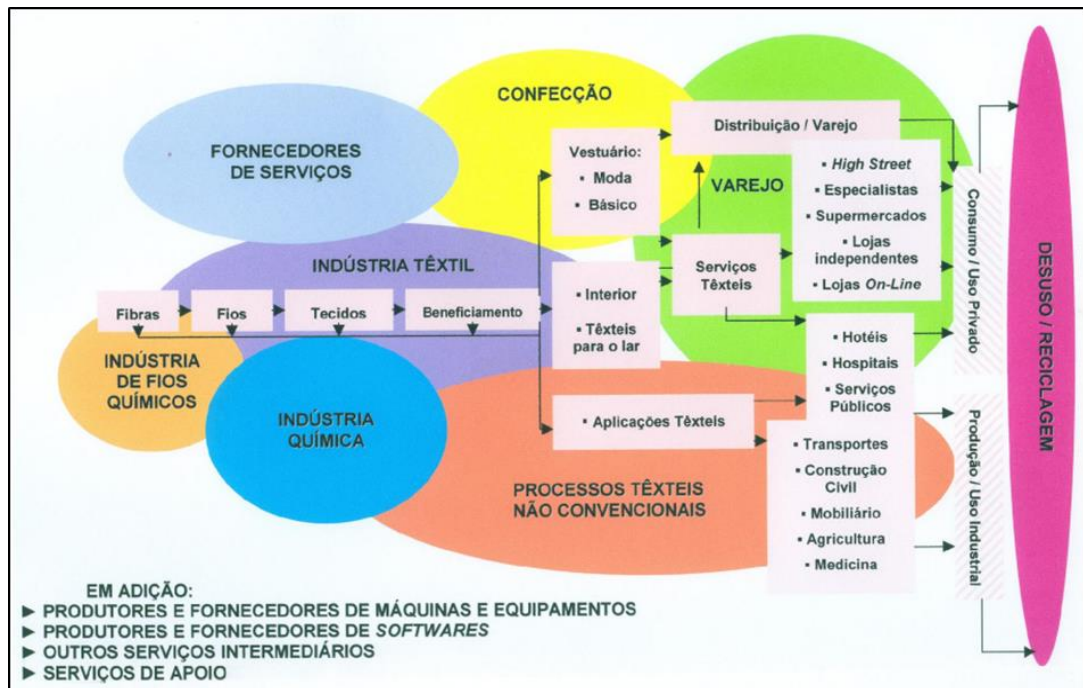 CONFECÇÃO
Distribuição / Varejo
FORNECEDORES
DE SERVIÇOS
Vestuário:
▪ Moda
▪ Básico
VAREJO
▪ High Street
▪ Especialistas
▪ Supermercados
▪ Lojas
independentes
▪ Lojas On-Line
Consumo / Uso Privado
DESUSO / RECICLAGEM
INDÚSTRIA TÊXTIL
Serviços
Têxteis
Fibras
Fios
Tecidos
Beneficiamento
▪ Interior
▪ Têxteis
para o lar
▪ Hotéis
▪ Hospitais
▪ Serviços
Públicos
INDÚSTRIA
DE FIOS
QUÍMICOS
INDÚSTRIA
QUÍMICA
▪ Aplicações Têxteis
PROCESSOS TÊXTEIS
NÃO CONVENCIONAIS
▪ Transportes
▪ Construção
Civil
▪ Mobiliário
▪ Agricultura
▪ Medicina
Produção / Uso Industrial
EM ADIÇÃO:
► PRODUTORES E FORNECEDORES DE MÁQUINAS E EQUIPAMENTOS
► PRODUTORES E FORNECEDORES DE SOFTWARES
► OUTROS SERVIÇOS INTERMEDIÁRIOS
► SERVIÇOS DE APOIO